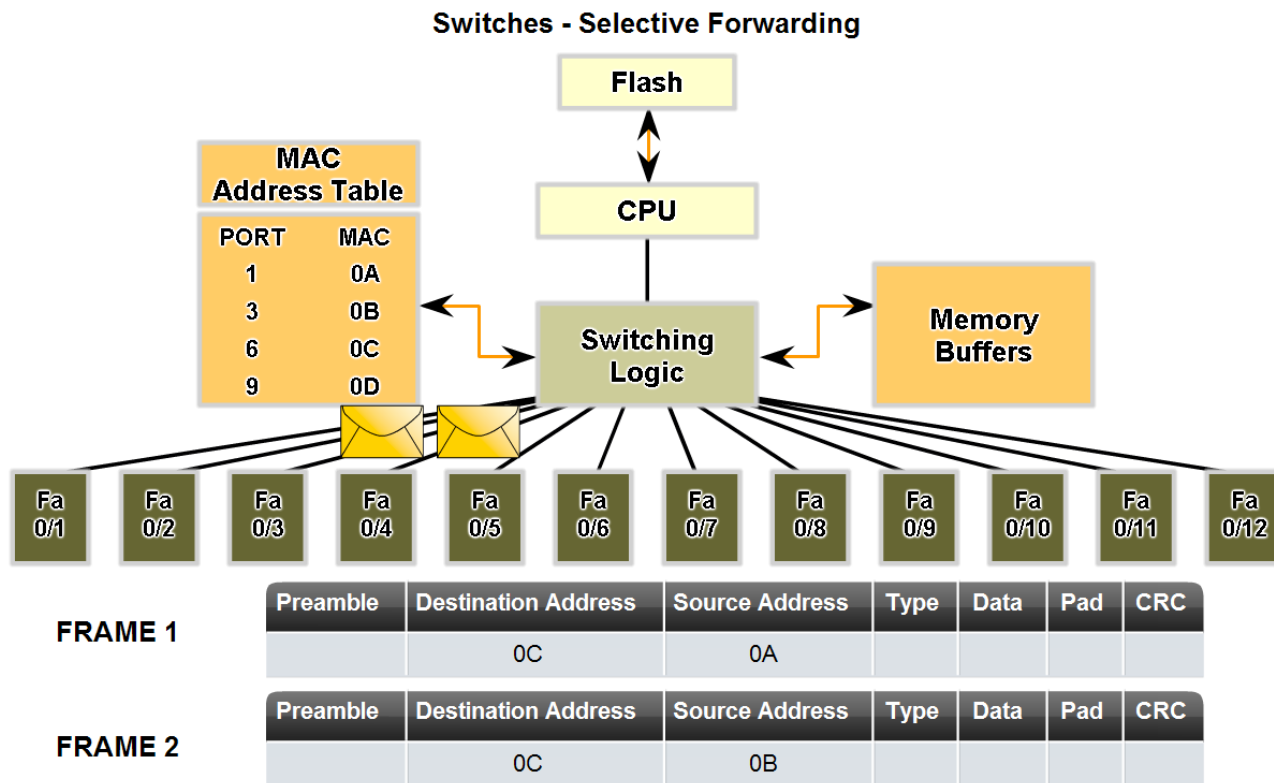 Switches - Selective Forwarding
Flash
MAC
Address Table
CPU
PORT MAC
1 0A
3 0B
6 0C
9 0D
Switching
Logic
Memory
Buffers
Fa
0/1
Fa
0/2
Fa
0/3
Fa
0/4
Fa
0/5
Fa
0/6
Fa
0/7
Fa
0/8
Fa
0/9
Fa
0/10
Fa
0/11
Fa
0/12
FRAME 1
Preamble Destination Address Source Address Type Data Pad CRC
0C 0A
FRAME 2
Preamble Destination Address Source Address Type Data Pad CRC
0C 0B